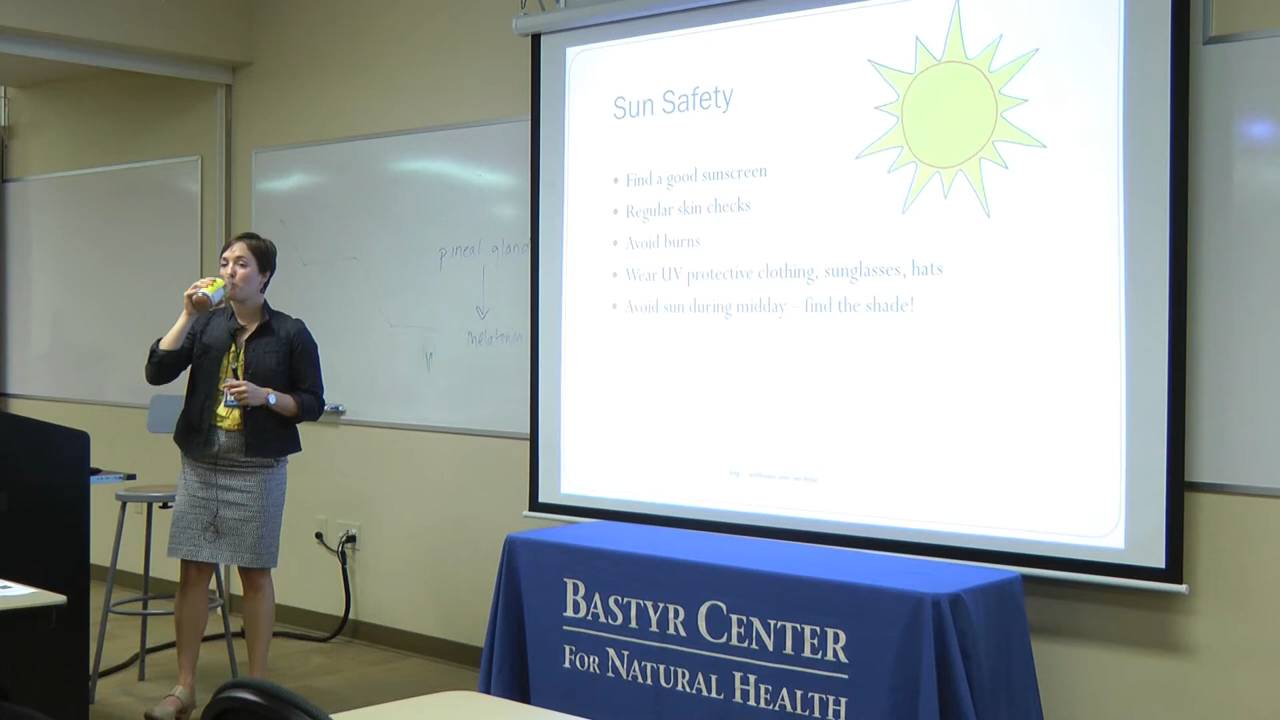 Sun Safety
• Find a good sunscreen
• Regular skin checks
• Avoid burns
• Wear UV protective clothing, sunglasses, hats
• Avoid sun during midday – find the shade!
pineal gland
melatonin
BASTYR CENTER
FOR NATURAL HEALTH